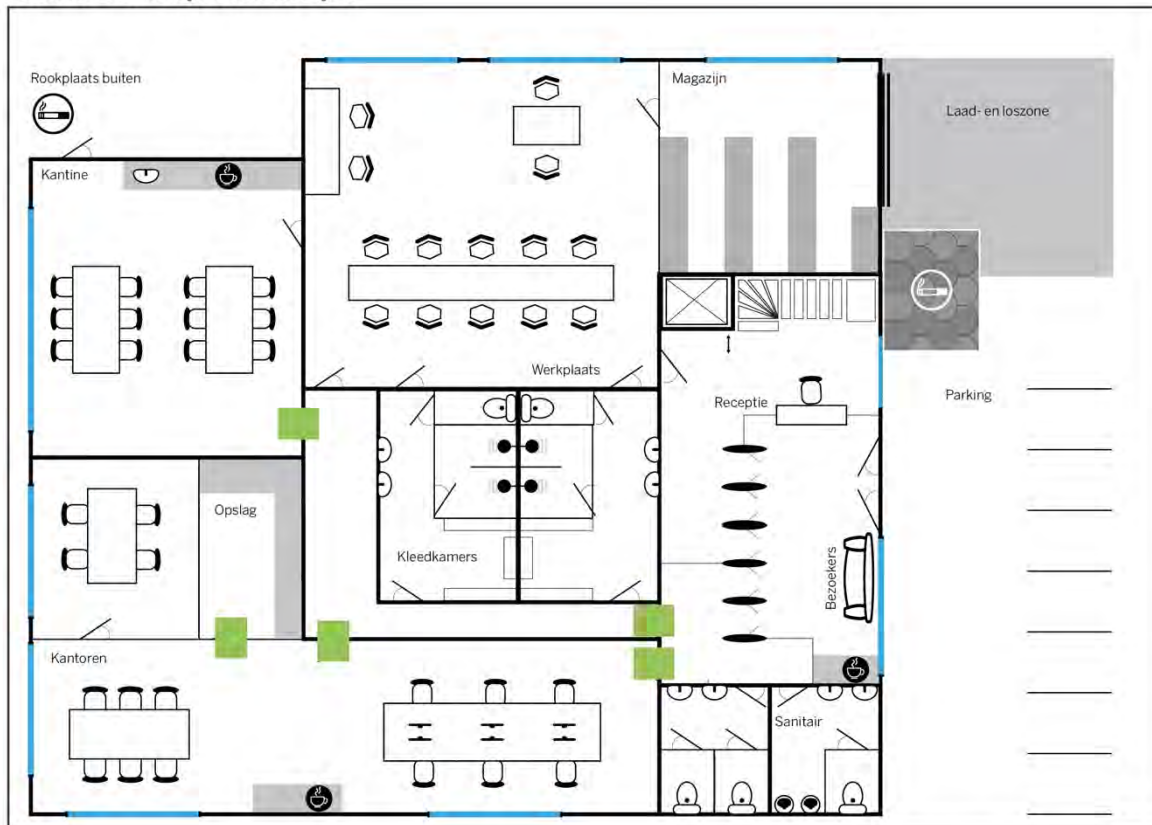 Rookplaats buiten
Magazijn
Laad- en loszone
Kantine
Werkplaats
Receptie
Parking
Opslag
Kleedkamers
Bezoekers
Kantoren
Sanitair